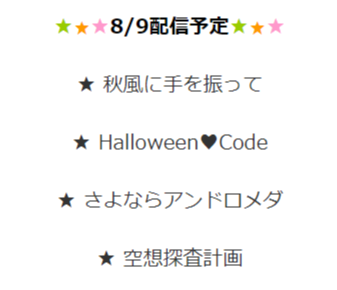 ★★★8/9配信予定★★★
★ 秋風に手を振って
★ Halloween♥Code
★ さよならアンドロメダ
★ 空想探査計画